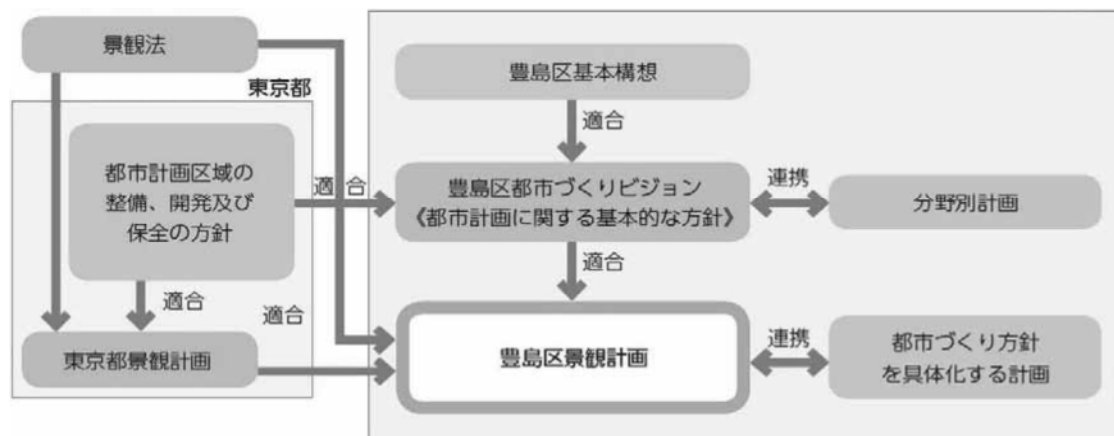 景観法
東京都
豊島区基本構想
適合
都市計画区域の
整備、開発及び
保全の方針
適合
豊島区都市づくりビジョン
《都市計画に関する基本的な方針》
連携
分野別計画
適合
適合
適合
東京都景観計画
豊島区景観計画
連携
都市づくり方針
を具体化する計画